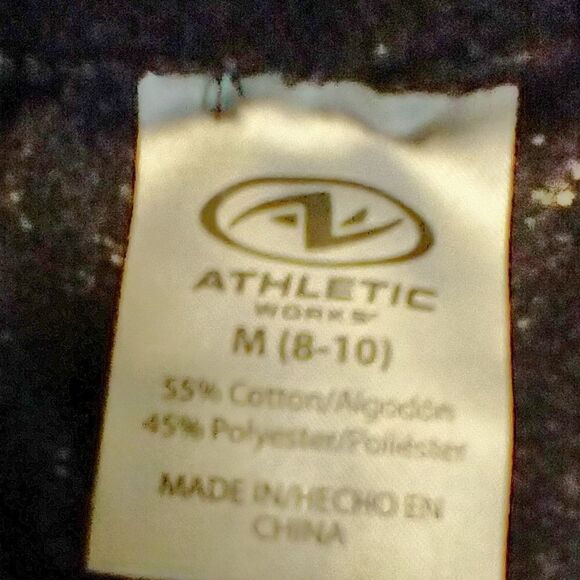 ATHLETIC
WORKS
M (8-10)
55% Cotton/Algodón
45% Polyester/Poliéster
MADE IN/HECHO EN
CHINA